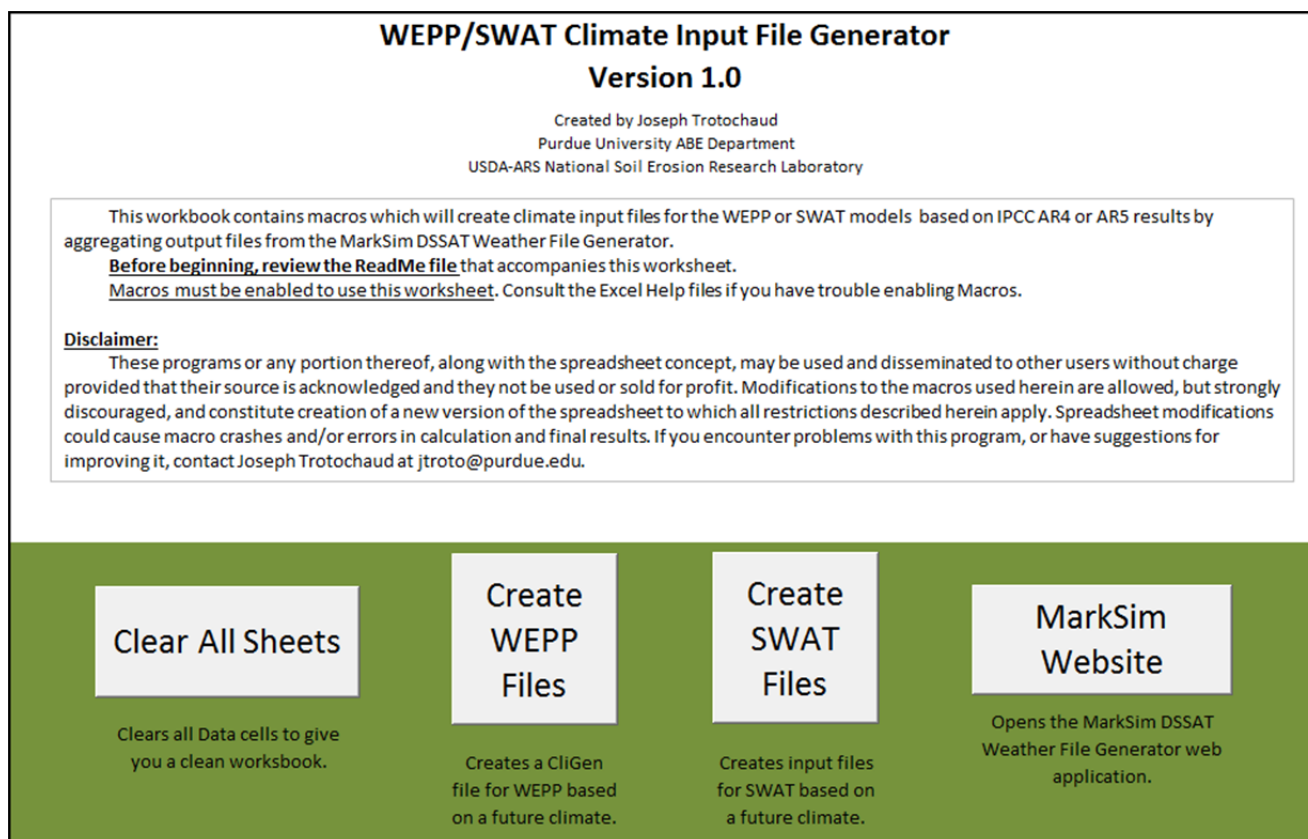 WEPP/SWAT Climate Input File Generator
Version 1.0
Created by Joseph Trotochaud
Purdue University ABE Department
USDA-ARS National Soil Erosion Research Laboratory
This workbook contains macros which will create climate input files for the WEPP or SWAT models based on IPCC AR4 or AR5 results by
aggregating output files from the MarkSim DSSAT Weather File Generator.
Before beginning, review the ReadMe file that accompanies this worksheet.
Macros must be enabled to use this worksheet. Consult the Excel Help files if you have trouble enabling Macros.
Disclaimer:
These programs or any portion thereof, along with the spreadsheet concept, may be used and disseminated to other users without charge
provided that their source is acknowledged and they not be used or sold for profit. Modifications to the macros used herein are allowed, but strongly
discouraged, and constitute creation of a new version of the spreadsheet to which all restrictions described herein apply. Spreadsheet modifications
could cause macro crashes and/or errors in calculation and final results. If you encounter problems with this program, or have suggestions for
improving it, contact Joseph Trotochaud at jtroto@purdue.edu.
Clear All Sheets
Clears all Data cells to give
you a clean worksbook.
Create
WEPP
Files
Creates a CliGen
file for WEPP based
on a future climate.
Create
SWAT
Files
Creates input files
for SWAT based on
a future climate.
MarkSim
Website
Opens the MarkSim DSSAT
Weather File Generator web
application.